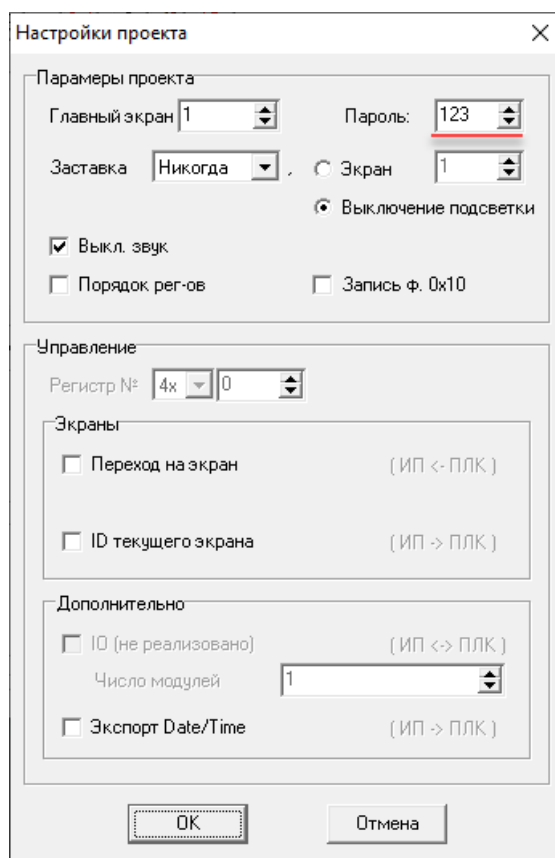 Настройки проекта
Парамеры проекта
Главный экран 1 Пароль: 123
Заставка Никогда , Экран 1
Выключение подсветки
Выкл. звук
Порядок рег-ов Запись ф. 0x10
Управление
Регистр № 4x 0
Экраны
Переход на экран ( ИП <- ПЛК )
ID текущего экрана ( ИП -> ПЛК )
Дополнительно
IO (не реализовано) ( ИП <-> ПЛК )
Число модулей 1
Экспорт Date/Time ( ИП -> ПЛК )
OK Отмена